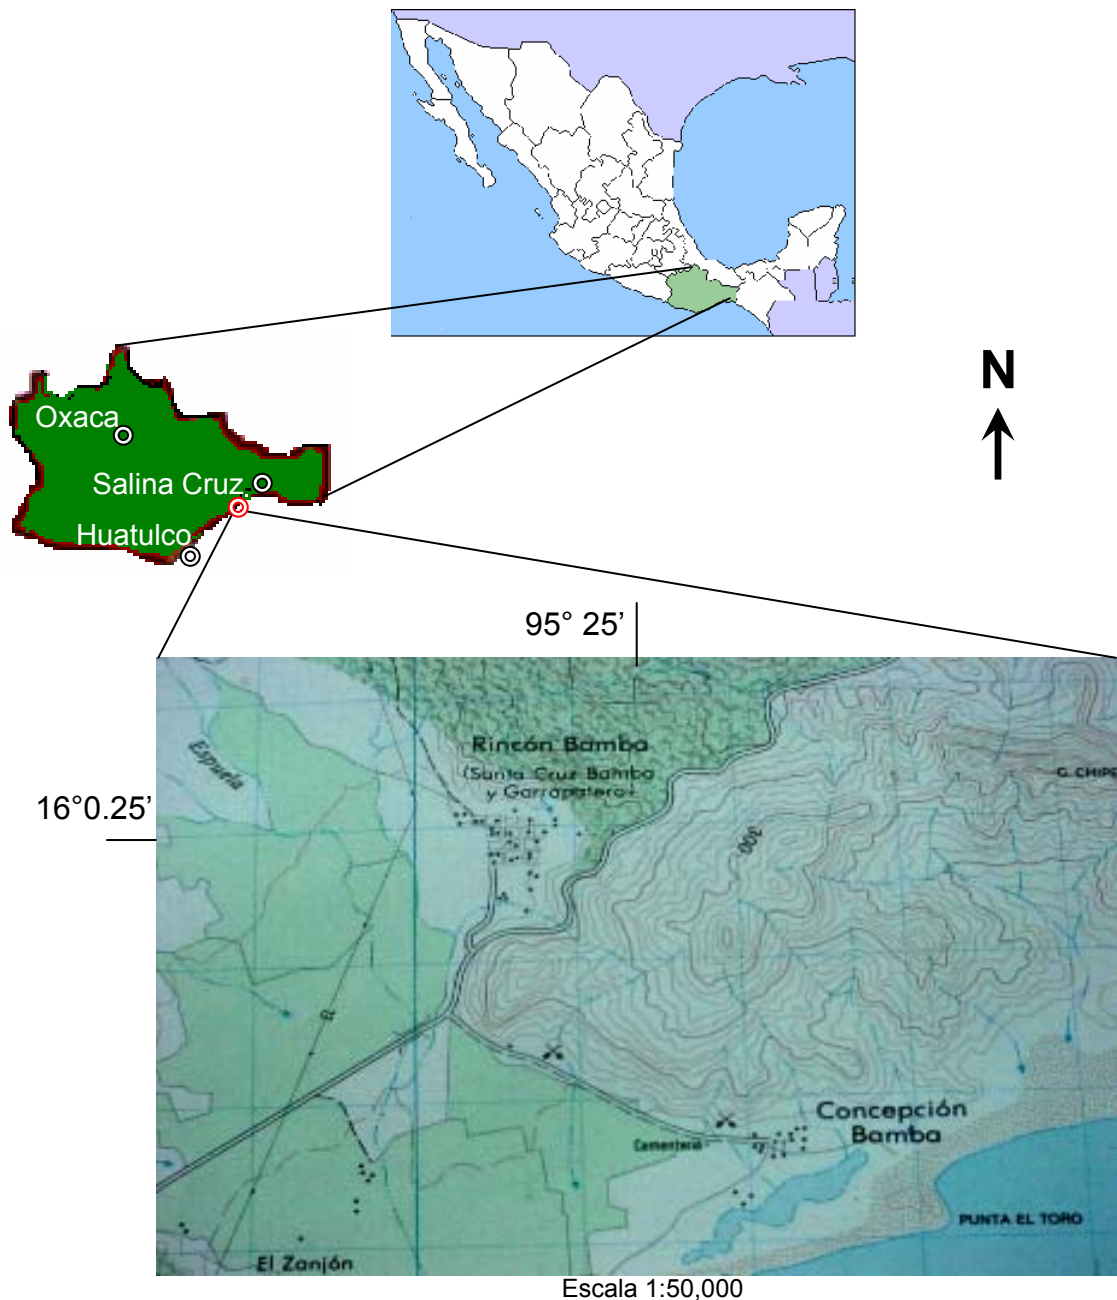 N
Oxaca
Salina Cruz.
Huatulco
95° 25’
16°0.25’
Espuela
Rincón Bamba
(Santa Cruz Bamba
y Garrapatero)
C. CHIPE
300
Concepción
Bamba
Cementerio
PUNTA EL TORO
El Zanjón
Escala 1:50,000